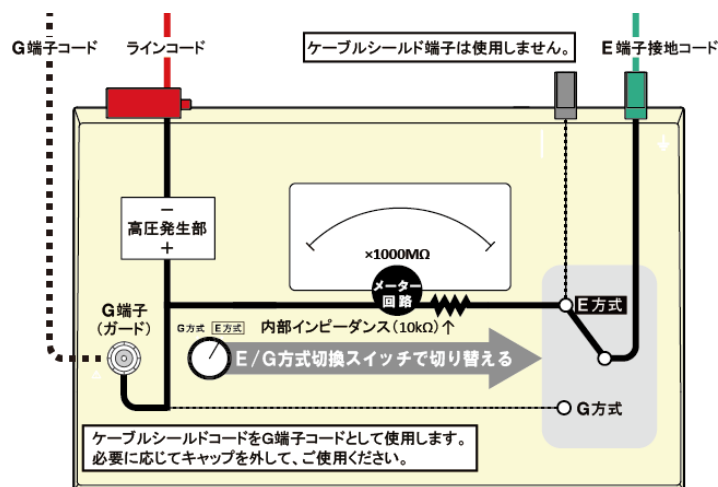 G端子コード
ラインコード
ケーブルシールド端子は使用しません。
E端子接地コード
−
高圧発生部
+
×1000MΩ
メーター
回路
G端子
(ガード)
G方式 E方式
内部インピーダンス(10kΩ)↑
E方式
E/G方式切換スイッチで切り替える
G方式
ケーブルシールドコードをG端子コードとして使用します。
必要に応じてキャップを外して、ご使用ください。